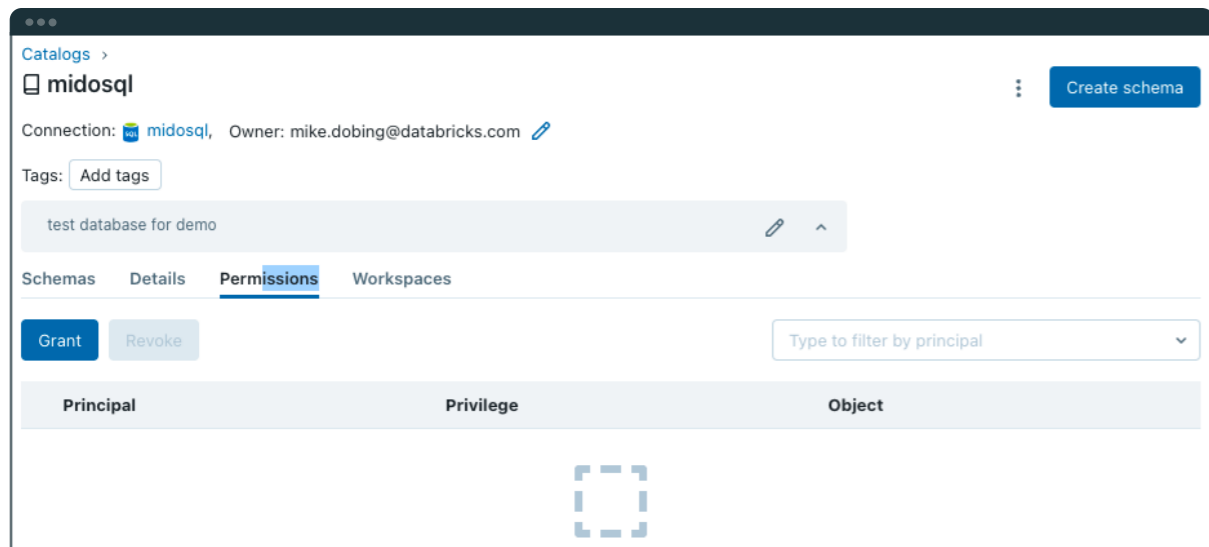 Catalogs ›
midosql
Create schema
Connection: SQL midosql, Owner: mike.dobing@databricks.com
Tags: Add tags
test database for demo
Schemas Details Permissions Workspaces
Grant Revoke Type to filter by principal
Principal Privilege Object